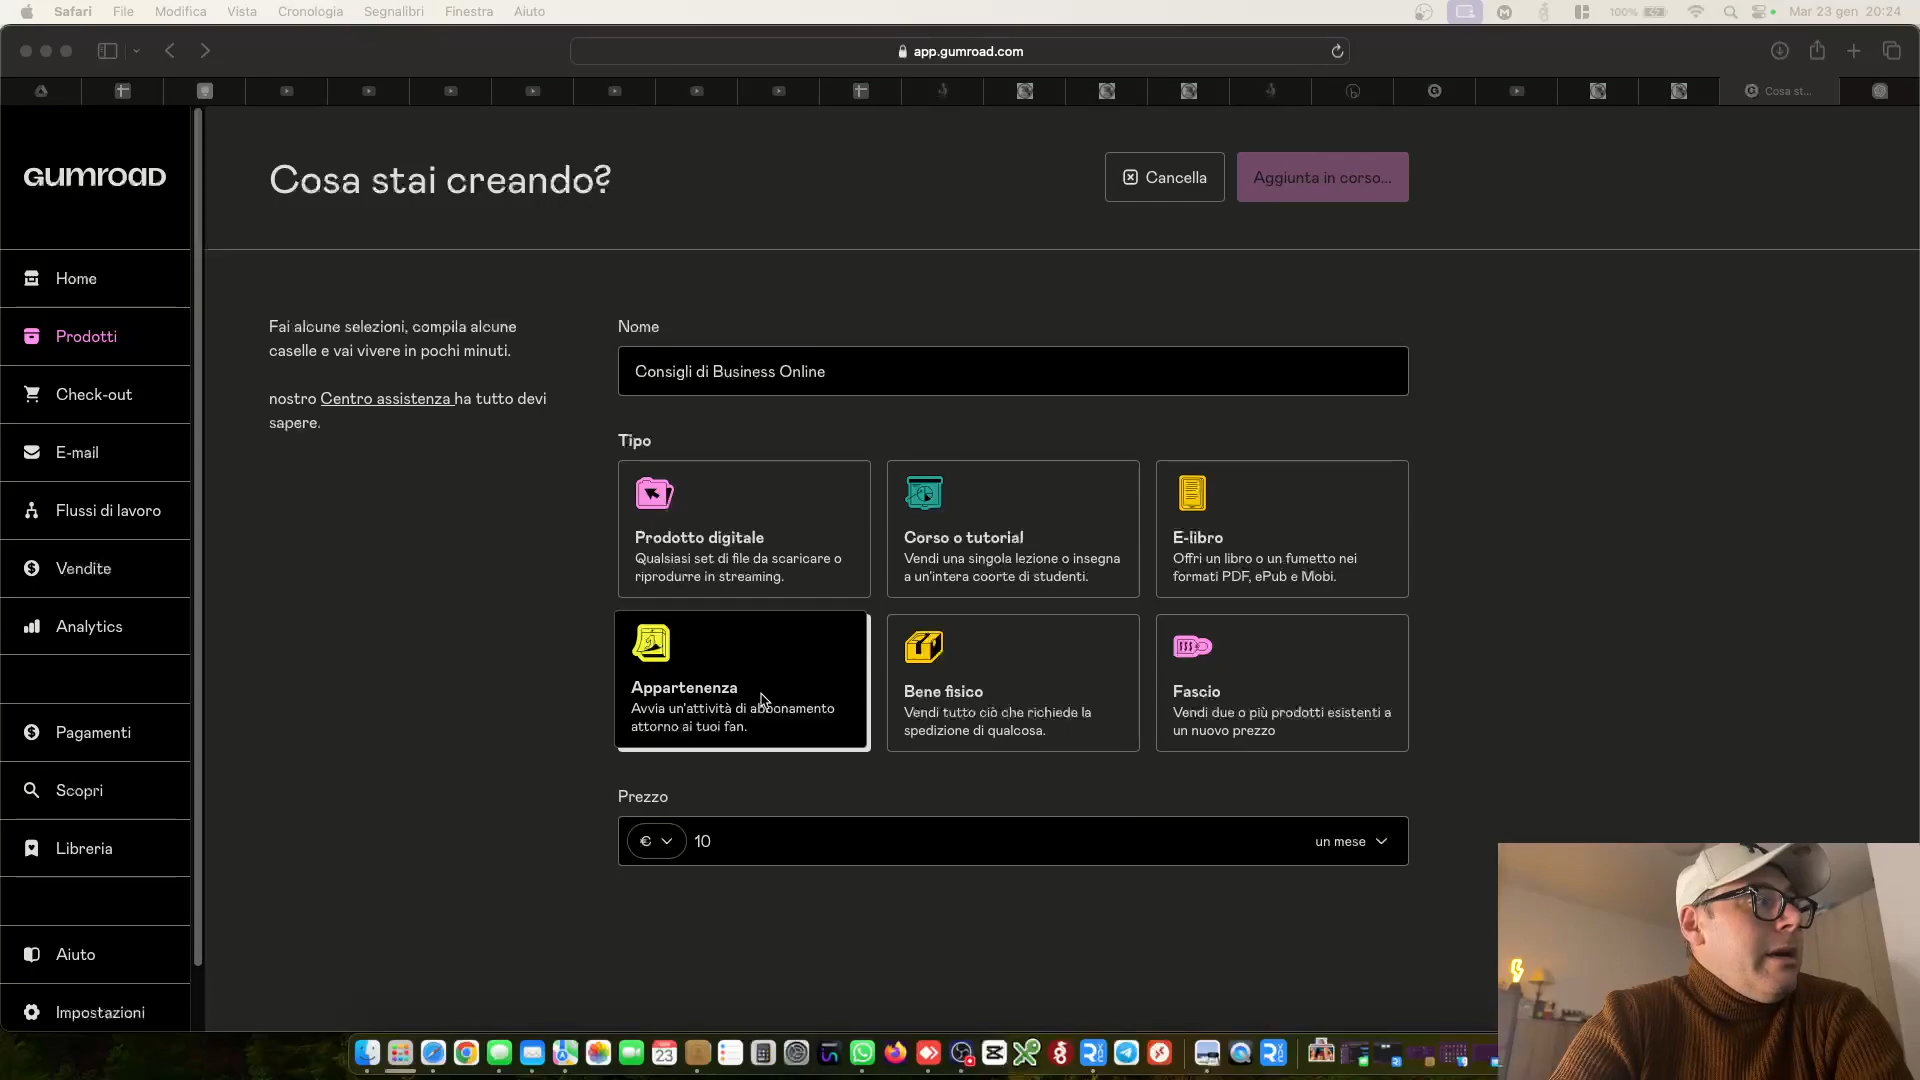 Safari File Modifica Vista Cronologia Segnalibri Finestra Aiuto 100% Mar 23 gen 20:24
app.gumroad.com
Cosa st...
GUMROAD
Cosa stai creando?
Cancella
Aggiunta in corso...
Home
Prodotti
Check-out
E-mail
Flussi di lavoro
Vendite
Analytics
Pagamenti
Scopri
Libreria
Aiuto
Impostazioni
Fai alcune selezioni, compila alcune
caselle e vai vivere in pochi minuti.
nostro Centro assistenza ha tutto devi
sapere.
Nome
Consigli di Business Online
Tipo
Prodotto digitale
Qualsiasi set di file da scaricare o
riprodurre in streaming.
Corso o tutorial
Vendi una singola lezione o insegna
a un'intera coorte di studenti.
E-libro
Offri un libro o un fumetto nei
formati PDF, ePub e Mobi.
Appartenenza
Avvia un'attività di abbonamento
attorno ai tuoi fan.
Bene fisico
Vendi tutto ciò che richiede la
spedizione di qualcosa.
Fascio
Vendi due o più prodotti esistenti a
un nuovo prezzo
Prezzo
€ 10 un mese
23